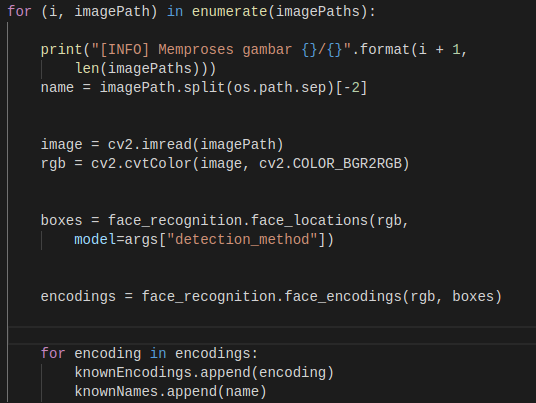 for (i, imagePath) in enumerate(imagePaths):
print("[INFO] Memproses gambar {}/{}".format(i + 1,
len(imagePaths)))
name = imagePath.split(os.path.sep)[-2]
image = cv2.imread(imagePath)
rgb = cv2.cvtColor(image, cv2.COLOR_BGR2RGB)
boxes = face_recognition.face_locations(rgb,
model=args["detection_method"])
encodings = face_recognition.face_encodings(rgb, boxes)
for encoding in encodings:
knownEncodings.append(encoding)
knownNames.append(name)